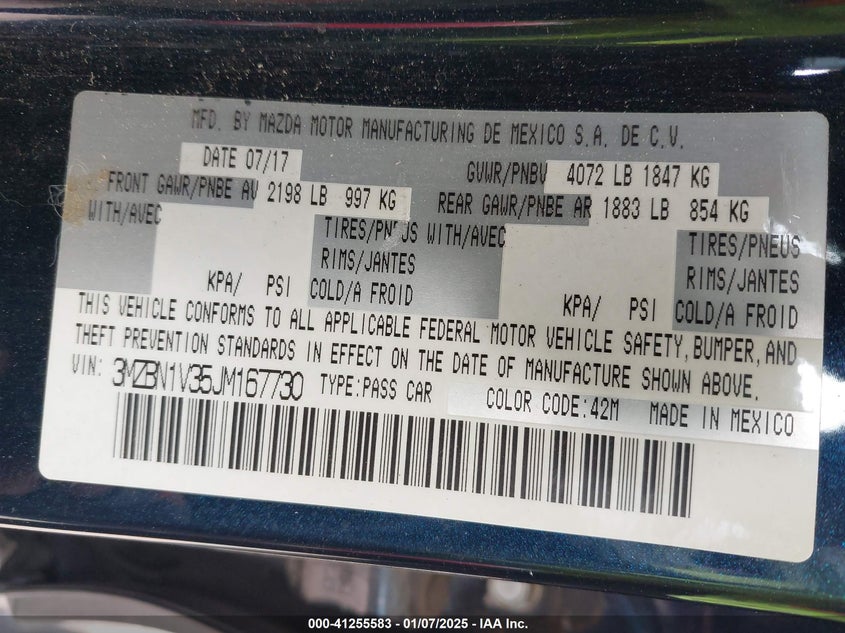 MFD. BY MAZDA MOTOR MANUFACTURING DE MEXICO S.A. DE C.V.
DATE 07/17 GVWR/PNBV 4072 LB 1847 KG
FRONT GAWR/PNBE AV 2198 LB 997 KG REAR GAWR/PNBE AR 1883 LB 854 KG
WITH/AVEC TIRES/PNEUS WITH/AVEC TIRES/PNEUS
RIMS/JANTES RIMS/JANTES
KPA/ PSI COLD/A FROID KPA/ PSI COLD/A FROID
THIS VEHICLE CONFORMS TO ALL APPLICABLE FEDERAL MOTOR VEHICLE SAFETY, BUMPER, AND
THEFT PREVENTION STANDARDS IN EFFECT ON THE DATE OF MANUFACTURE SHOWN ABOVE.
VIN: 3MZBN1V35JM167730 TYPE:PASS CAR COLOR CODE:42M MADE IN MEXICO
000-41255583 - 01/07/2025 - IAA Inc.